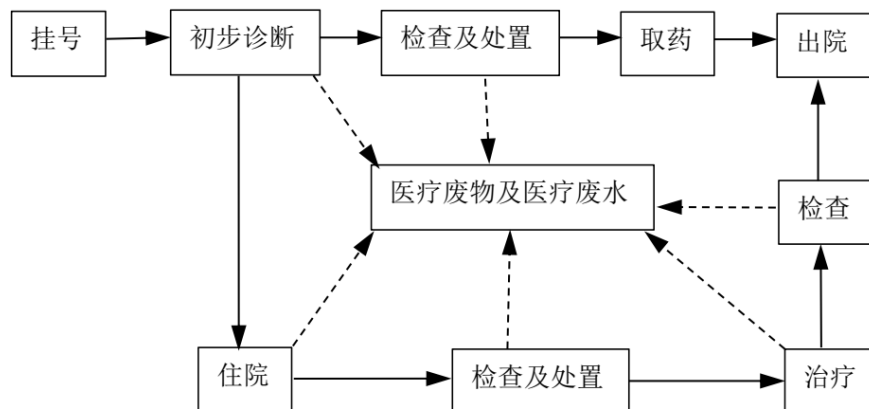 挂号
初步诊断
检查及处置
取药
出院
医疗废物及医疗废水
检查
住院
检查及处置
治疗